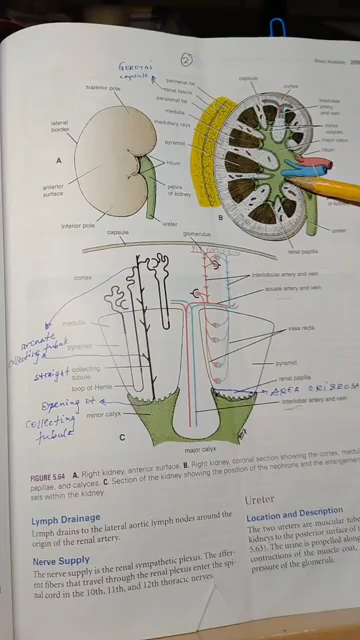 ②
Basic Anatomy
GEROTA'S
capsule
superior pole
lateral
border
A
anterior
surface
inferior pole
hilum
pelvis
of kidney
ureter
perirenal fat
renal fascia
pararenal fat
medulla
medullary rays
pyramid
capsule
cortex
interlobar
artery
and vein
minor
calyces
major calyx
hilum
B
ureter
renal papilla
capsule
glomerulus
cortex
interlobular artery and vein
arcuate artery and vein
arcuate
collecting tubule
medulla
pyramid
vasa recta
straight
collecting
tubule
loop of Henle
pyramid
renal papilla
AREA CRIBROSA
opening of
collecting
tubule
minor calyx
interlobar artery and vein
C
major calyx
FIGURE 5.64 A. Right kidney, anterior surface. B. Right kidney, coronal section showing the cortex, medul
papillae, and calyces. C. Section of the kidney showing the position of the nephrons and the arrangement
sels within the kidney.
Lymph Drainage
Lymph drains to the lateral aortic lymph nodes around the
origin of the renal artery.
Nerve Supply
The nerve supply is the renal sympathetic plexus. The affer-
ent fibers that travel through the renal plexus enter the spi-
nal cord in the 10th, 11th, and 12th thoracic nerves.
Ureter
Location and Description
The two ureters are muscular tube
kidneys to the posterior surface of t
5.63). The urine is propelled along
contractions of the muscle coat,
pressure of the glomeruli.